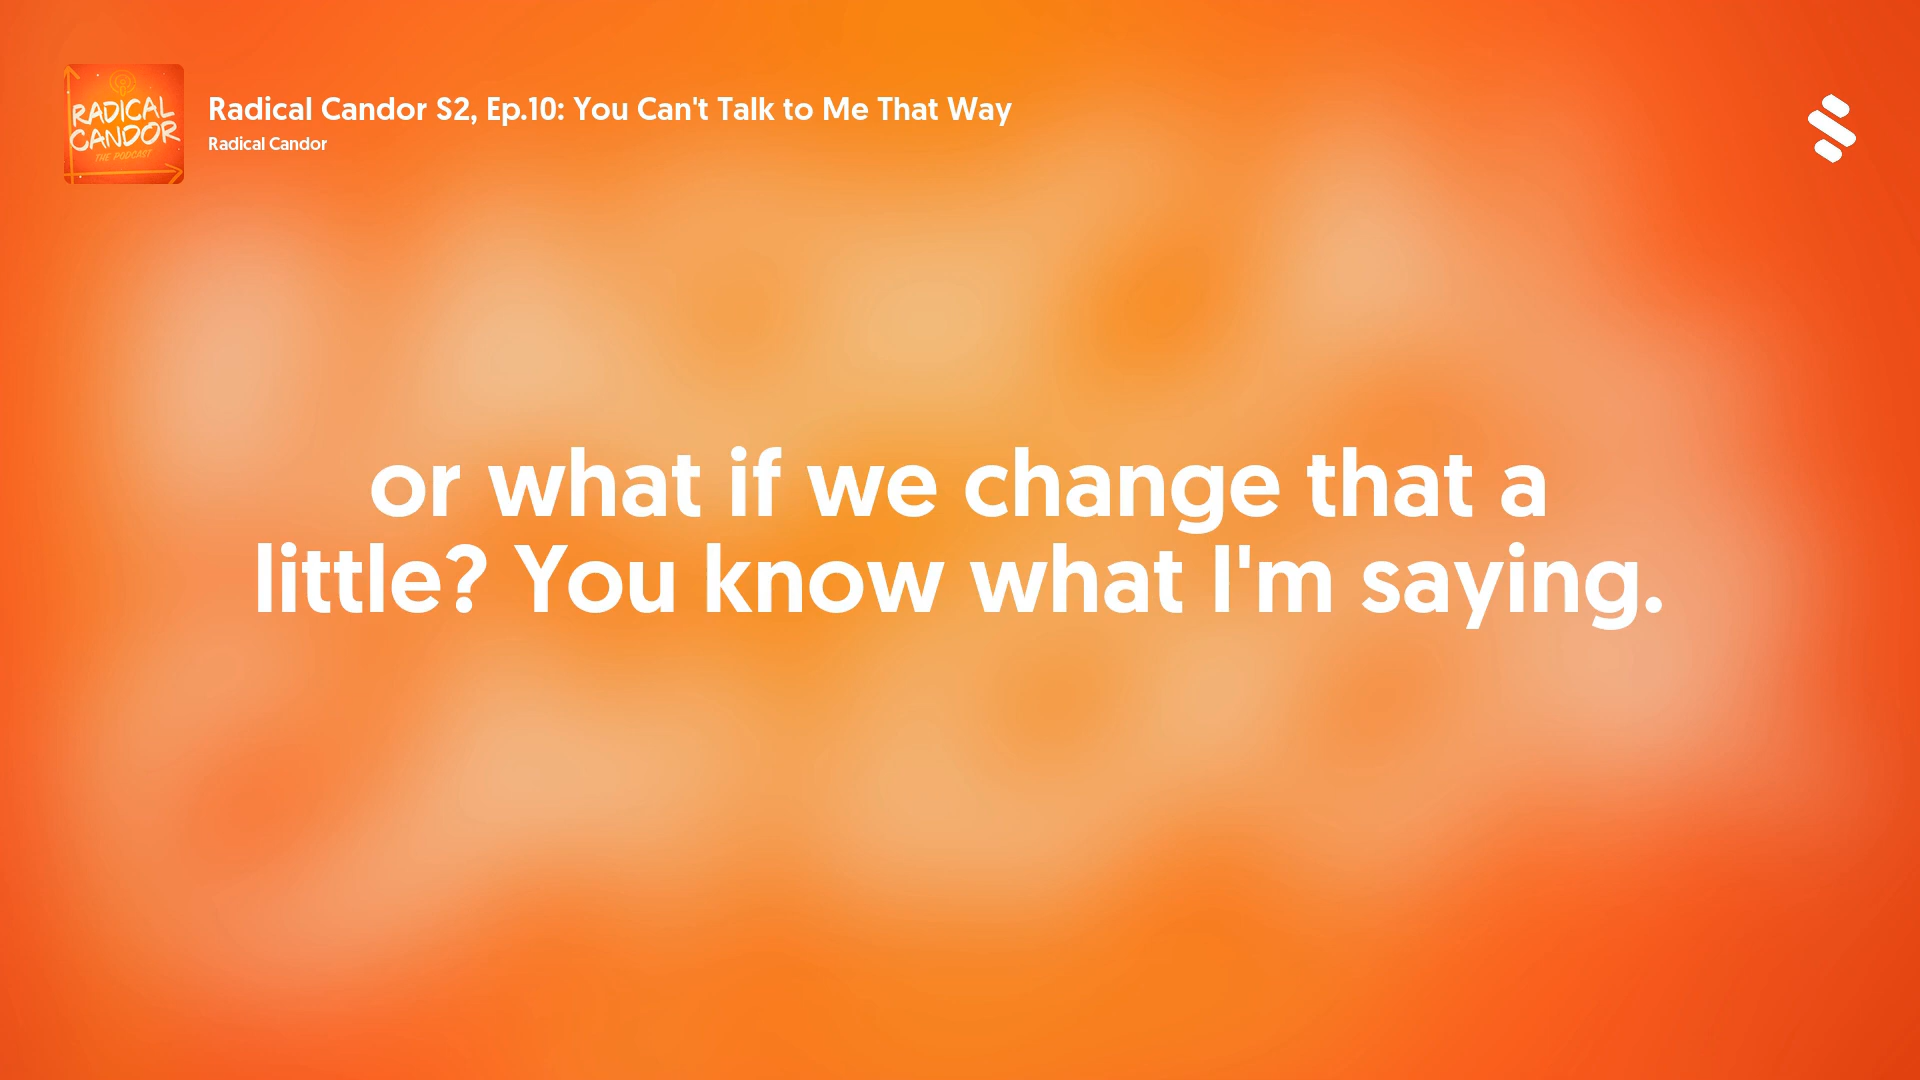 RADICAL
CANDOR
THE PODCAST
Radical Candor S2, Ep.10: You Can't Talk to Me That Way
Radical Candor
or what if we change that a
little? You know what I'm saying.